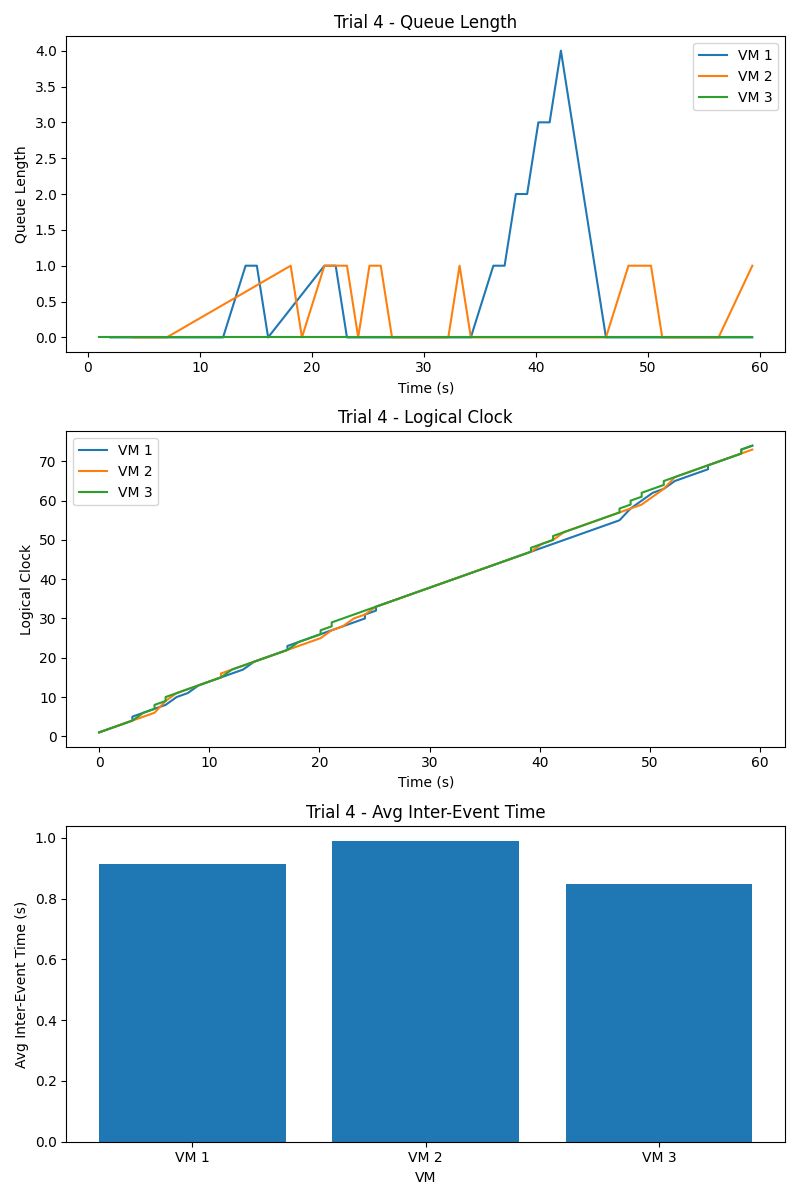 Trial 4 - Queue Length
4.0
3.5
3.0
2.5
2.0
1.5
1.0
0.5
0.0
Queue Length
VM 1
VM 2
VM 3
0 10 20 30 40 50 60
Time (s)
Trial 4 - Logical Clock
70
60
50
40
30
20
10
0
Logical Clock
VM 1
VM 2
VM 3
0 10 20 30 40 50 60
Time (s)
Trial 4 - Avg Inter-Event Time
1.0
0.8
0.6
0.4
0.2
0.0
Avg Inter-Event Time (s)
VM 1 VM 2 VM 3
VM